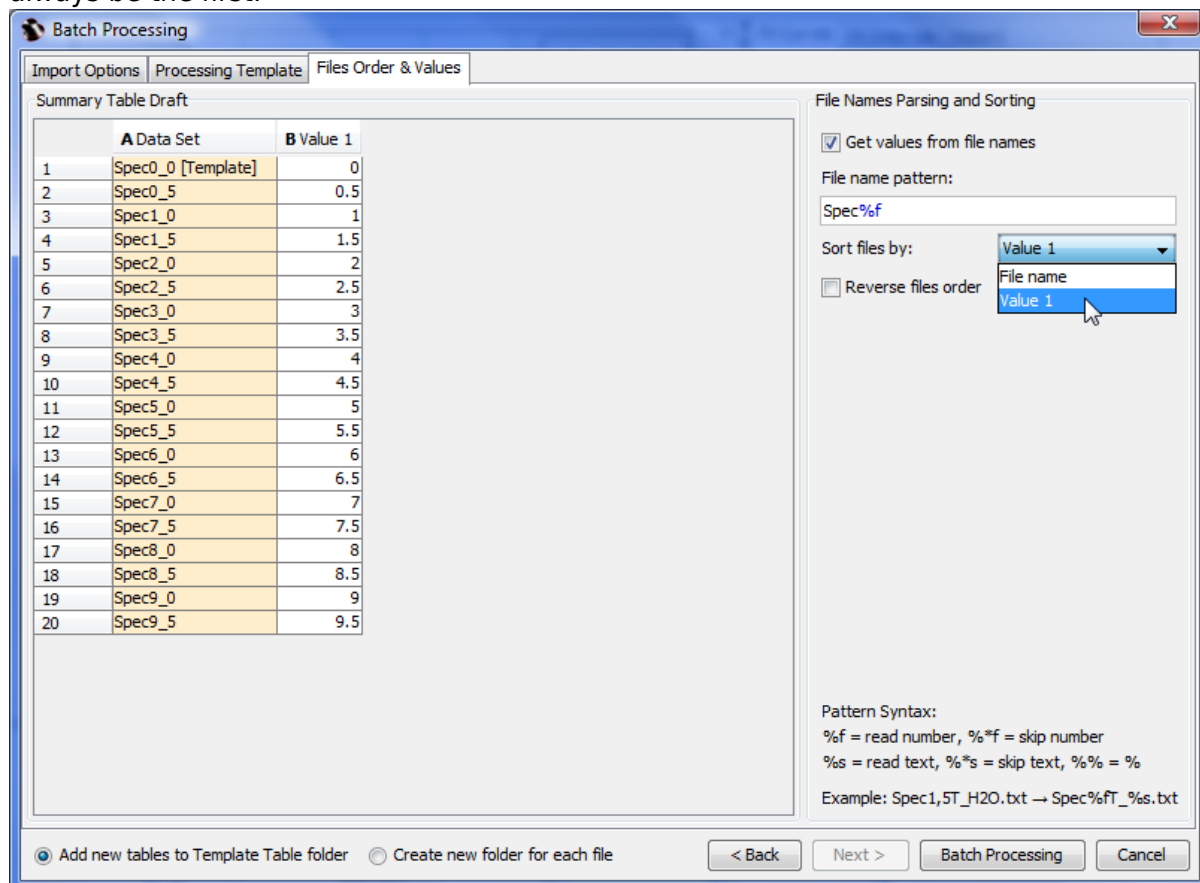 always be the first.
Batch Processing
Import Options Processing Template Files Order & Values
Summary Table Draft
A Data Set B Value 1
1 Spec0_0 [Template] 0
2 Spec0_5 0.5
3 Spec1_0 1
4 Spec1_5 1.5
5 Spec2_0 2
6 Spec2_5 2.5
7 Spec3_0 3
8 Spec3_5 3.5
9 Spec4_0 4
10 Spec4_5 4.5
11 Spec5_0 5
12 Spec5_5 5.5
13 Spec6_0 6
14 Spec6_5 6.5
15 Spec7_0 7
16 Spec7_5 7.5
17 Spec8_0 8
18 Spec8_5 8.5
19 Spec9_0 9
20 Spec9_5 9.5
File Names Parsing and Sorting
Get values from file names
File name pattern:
Spec%f
Sort files by: Value 1
File name
Value 1
Reverse files order
Pattern Syntax:
%f = read number, %*f = skip number
%s = read text, %*s = skip text, %% = %
Example: Spec1,5T_H2O.txt → Spec%fT_%s.txt
Add new tables to Template Table folder Create new folder for each file < Back Next > Batch Processing Cancel